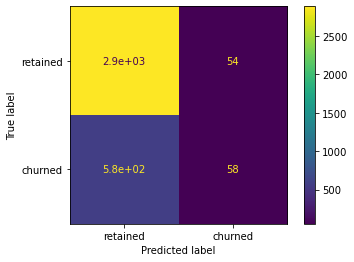 retained
2.9e+03 54
churned
5.8e+02 58
retained churned
Predicted label
True label
2500
2000
1500
1000
500